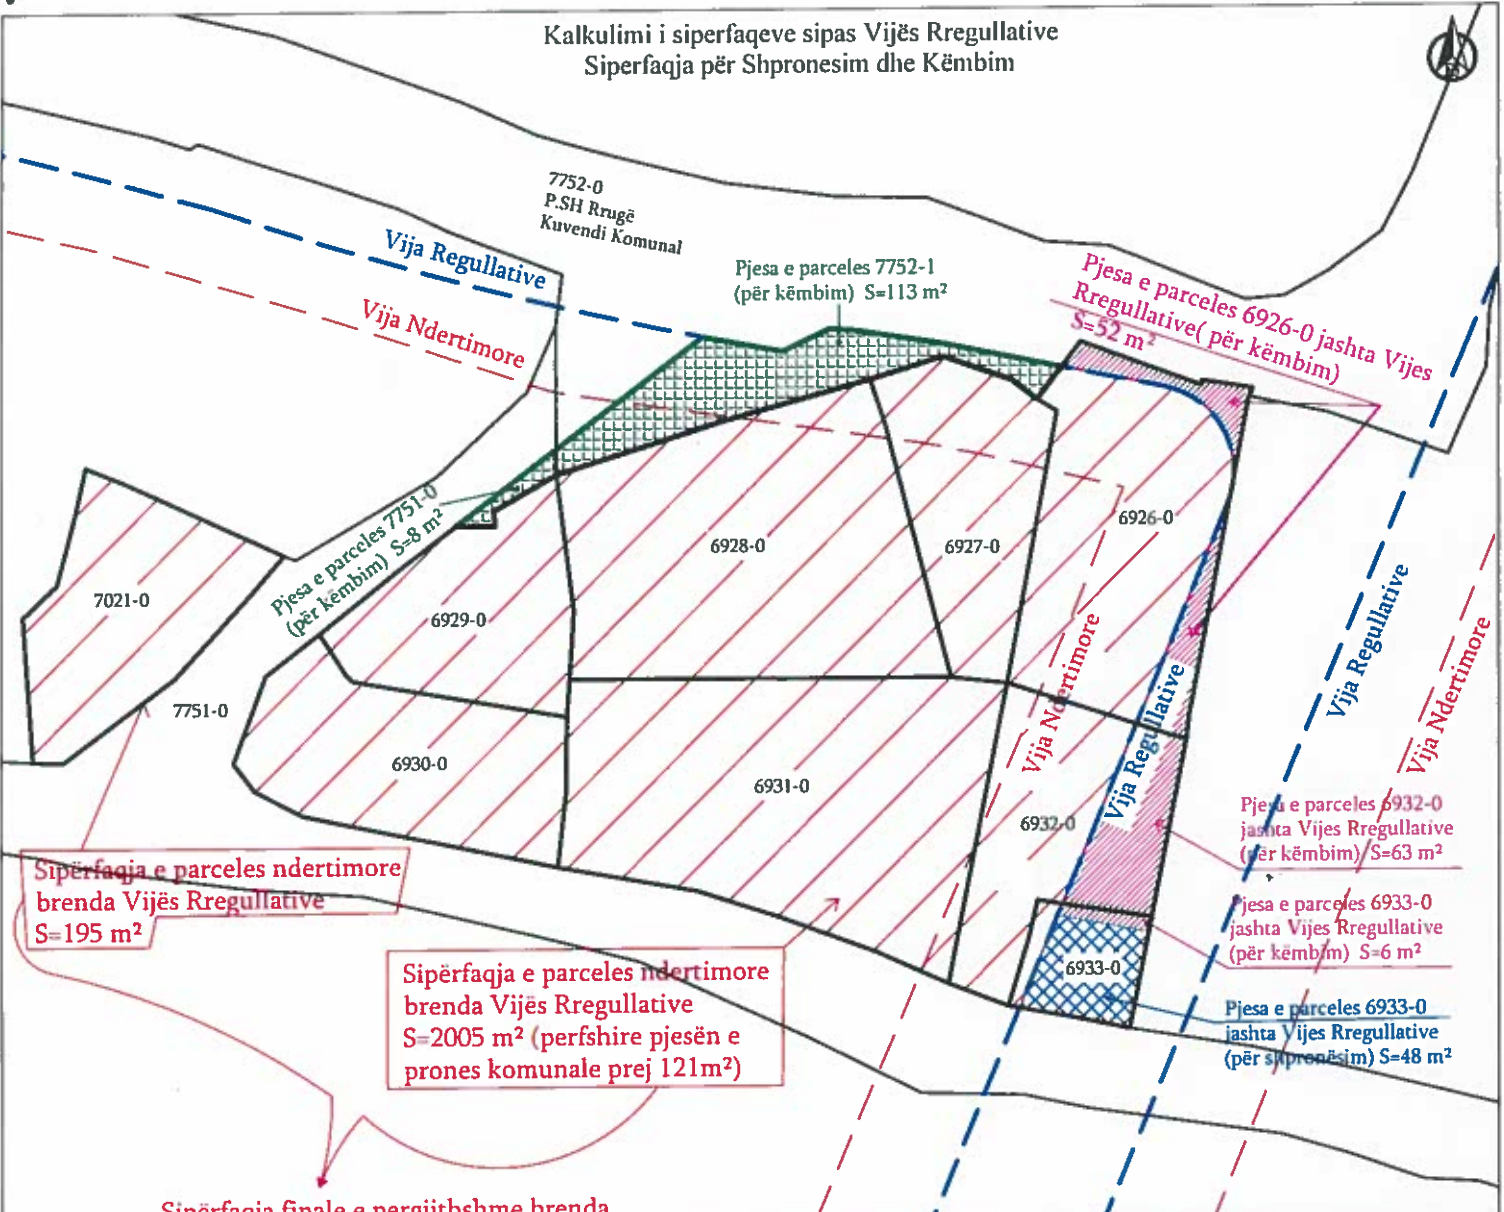 Kalkulimi i siperfaqeve sipas Vijës Rregullative
Siperfaqja për Shpronesim dhe Këmbim
7752-0
P.SH Rrugë
Kuvendi Komunal
Vija Regullative
Vija Ndertimore
Pjesa e parceles 7752-1
(për këmbim) S=113 m²
Pjesa e parceles 6926-0 jashta Vijes
Rregullative( për këmbim)
S=52 m²
Pjesa e parceles 7751-0
(për këmbim) S=8 m²
6926-0
6928-0
6927-0
7021-0
6929-0
7751-0
6930-0
6931-0
6932-0
Vija Ndertimore
Vija Regullative
Vija Regullative
Vija Ndertimore
Pjesa e parceles 6932-0
jashta Vijes Rregullative
(për këmbim) S=63 m²
Pjesa e parceles 6933-0
jashta Vijes Rregullative
(për këmbim) S=6 m²
6933-0
Pjesa e parceles 6933-0
jashta Vijes Rregullative
(për shpronësim) S=48 m²
Sipërfaqja e parceles ndertimore
brenda Vijës Rregullative
S=195 m²
Sipërfaqja e parceles ndertimore
brenda Vijës Rregullative
S=2005 m² (perfshire pjesën e
prones komunale prej 121m²)
Sipërfaqja finale e pergjithshme brenda